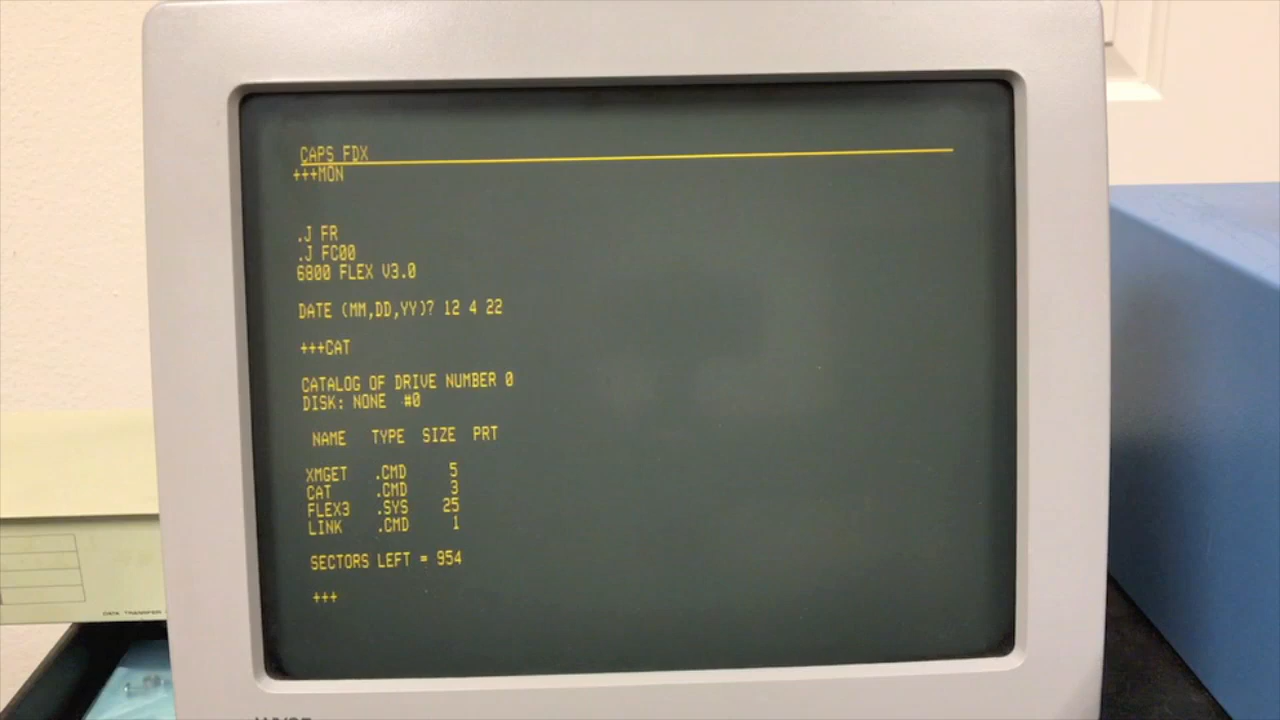 CAPS FDX
+++MON
.J FR
.J FC00
6800 FLEX V3.0
DATE (MM,DD,YY)? 12 4 22
+++CAT
CATALOG OF DRIVE NUMBER 0
DISK: NONE  #0
NAME   TYPE  SIZE  PRT
XMGET   .CMD     5
CAT     .CMD     3
FLEX3   .SYS    25
LINK    .CMD     1
SECTORS LEFT = 954
+++
DATA TRANSFER